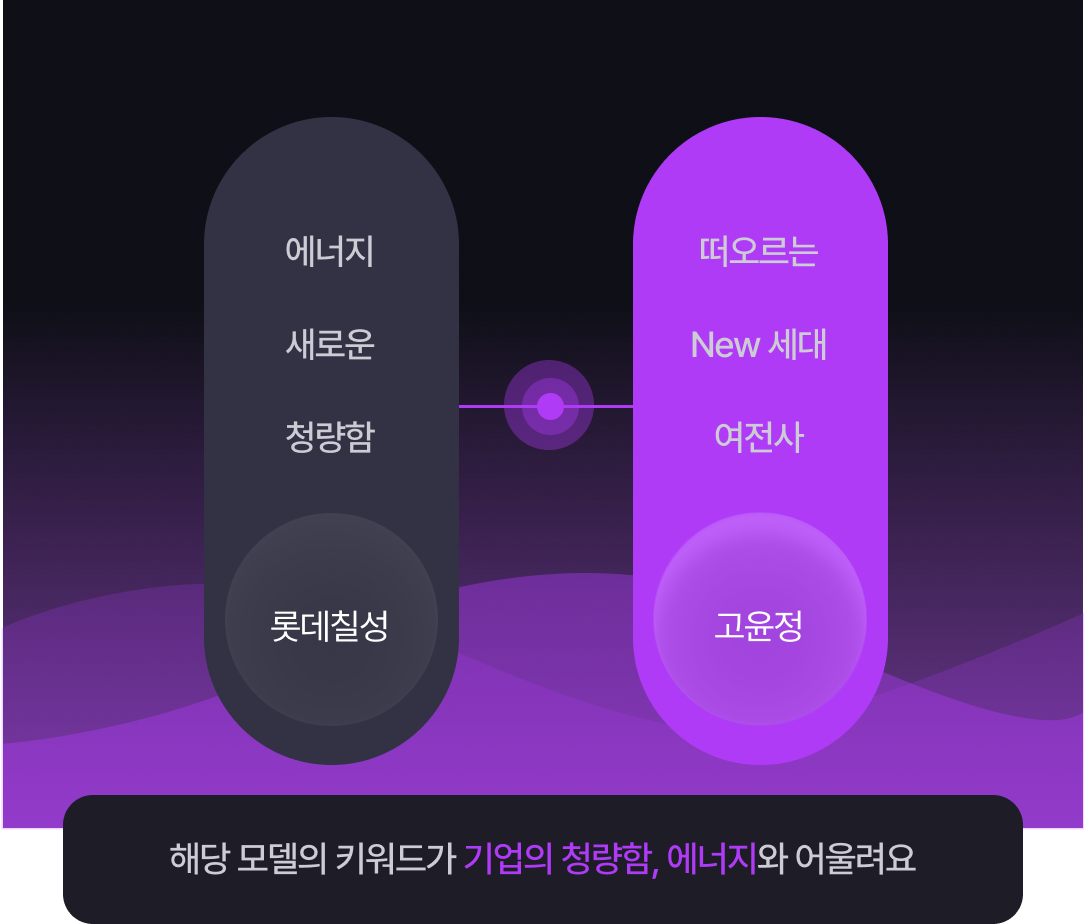 에너지
새로운
청량함
롯데칠성
떠오르는
New 세대
여전사
고윤정
해당 모델의 키워드가 기업의 청량함, 에너지와 어울려요